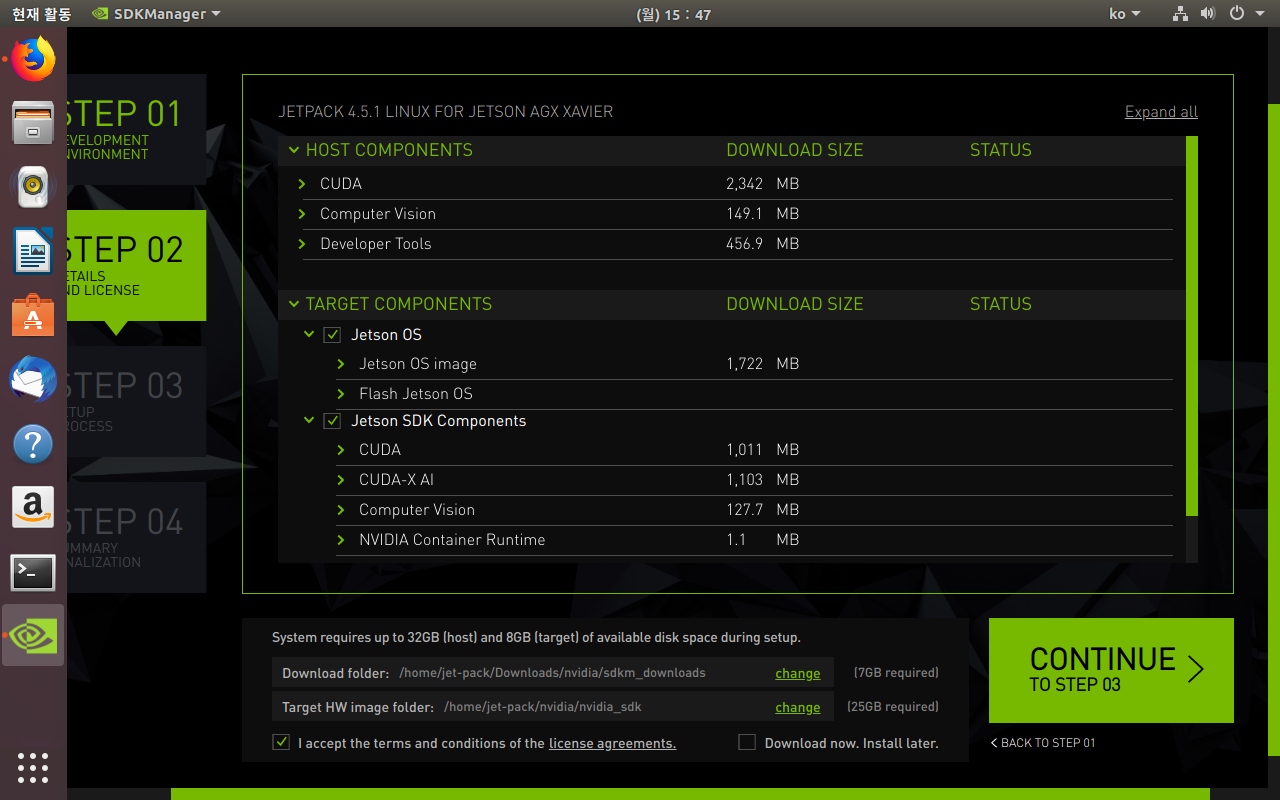 현재 활동 SDKManager (월) 15 : 47 ko
STEP 01
EVELOPMENT
NVIRONMENT
STEP 02
ETAILS
ND LICENSE
STEP 03
ETUP
ROCESS
STEP 04
UMMARY
NALIZATION
JETPACK 4.5.1 LINUX FOR JETSON AGX XAVIER Expand all
HOST COMPONENTS DOWNLOAD SIZE STATUS
CUDA 2,342 MB
Computer Vision 149.1 MB
Developer Tools 456.9 MB
TARGET COMPONENTS DOWNLOAD SIZE STATUS
Jetson OS
Jetson OS image 1,722 MB
Flash Jetson OS
Jetson SDK Components
CUDA 1,011 MB
CUDA-X AI 1,103 MB
Computer Vision 127.7 MB
NVIDIA Container Runtime 1.1 MB
System requires up to 32GB (host) and 8GB (target) of available disk space during setup.
Download folder: /home/jet-pack/Downloads/nvidia/sdkm_downloads change (7GB required)
Target HW image folder: /home/jet-pack/nvidia/nvidia_sdk change (25GB required)
I accept the terms and conditions of the license agreements. Download now. Install later.
CONTINUE
TO STEP 03
< BACK TO STEP 01